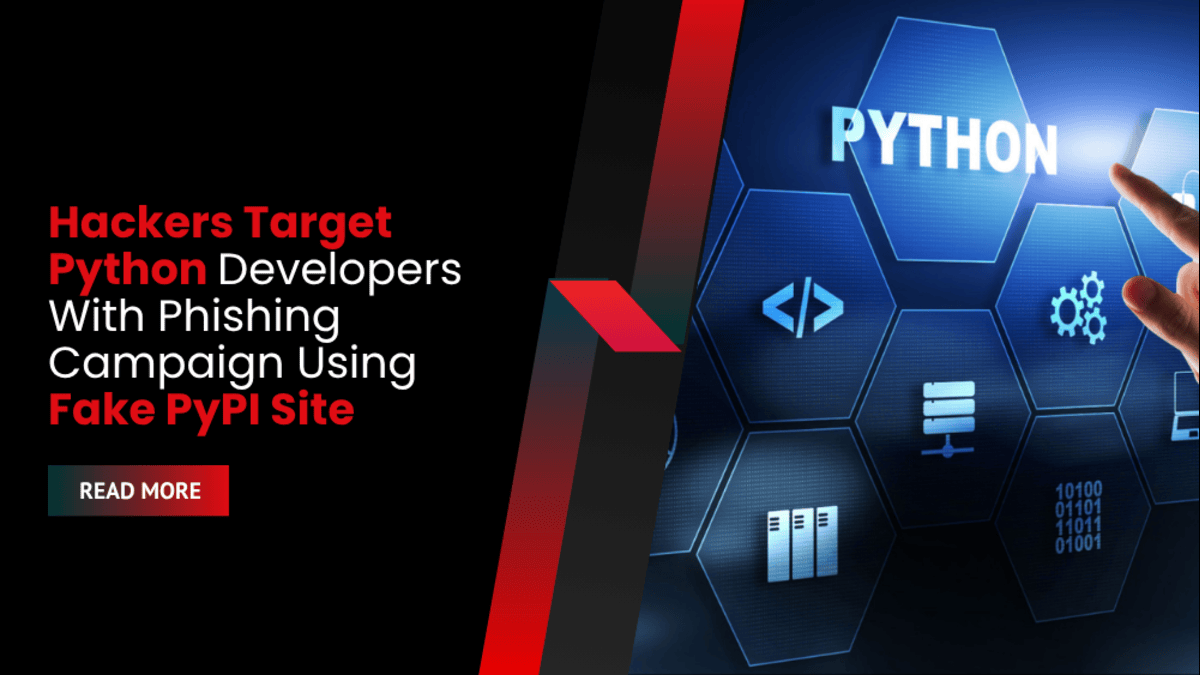 Hackers Target
Python Developers
With Phishing
Campaign Using
Fake PyPI Site
READ MORE
PYTHON
</>
10100
01101
11011
01001